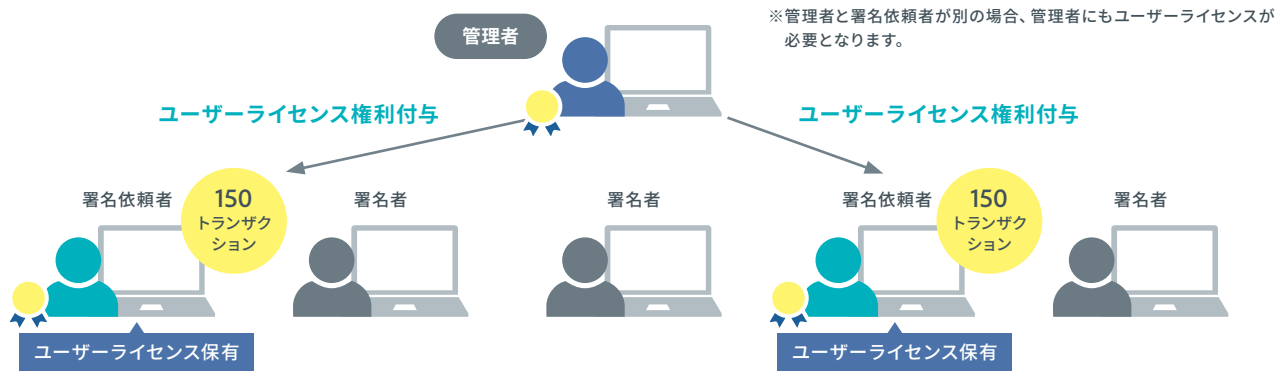 管理者
※管理者と署名依頼者が別の場合、管理者にもユーザーライセンスが
必要となります。
ユーザーライセンス権利付与
ユーザーライセンス権利付与
署名依頼者
150
トランザク
ション
署名者
署名者
署名依頼者
150
トランザク
ション
署名者
ユーザーライセンス保有
ユーザーライセンス保有